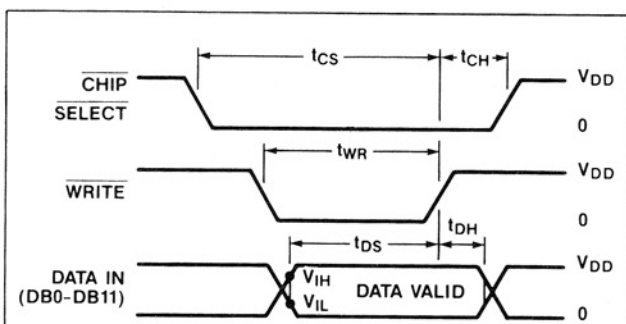 tCS
tCH
CHIP
SELECT
VDD
0
tWR
WRITE
VDD
0
tDS
tDH
DATA IN
(DB0–DB11)
VIH
VIL
DATA VALID
VDD
0